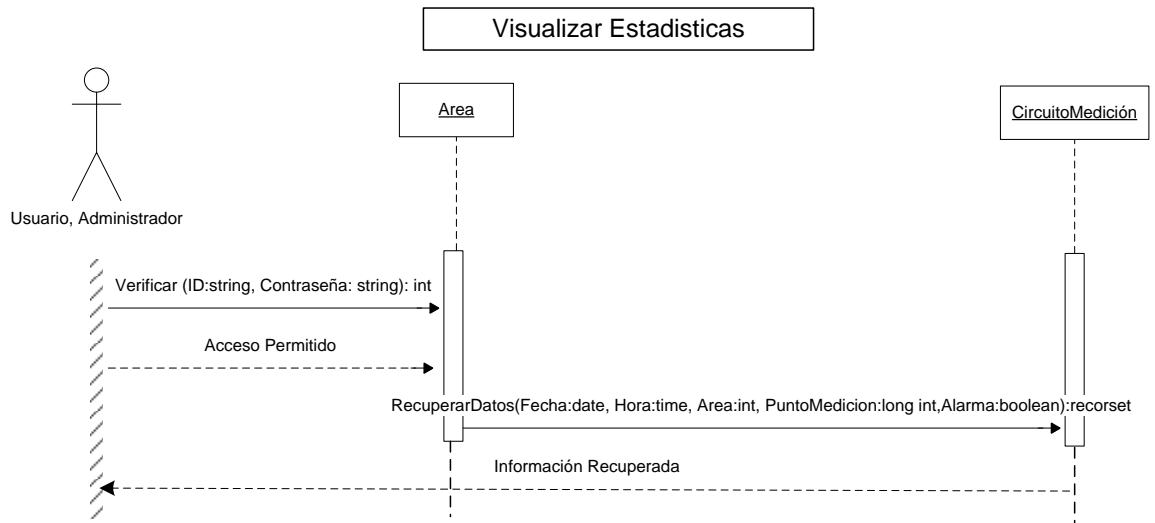 Visualizar Estadisticas
Area
CircuitoMedición
Usuario, Administrador
Verificar (ID:string, Contraseña: string): int
Acceso Permitido
RecuperarDatos(Fecha:date, Hora:time, Area:int, PuntoMedicion:long int,Alarma:boolean):recorset
Información Recuperada